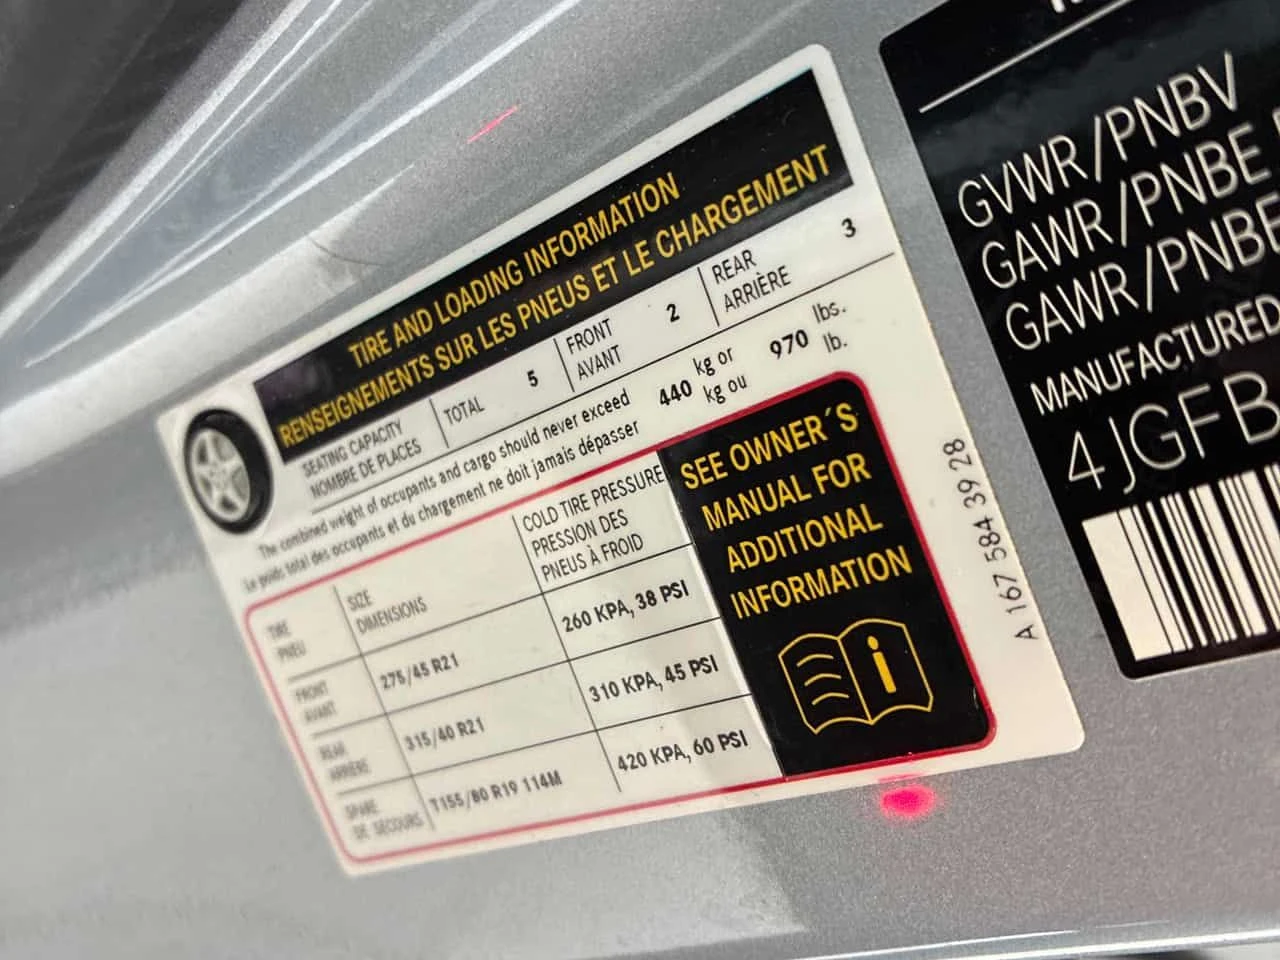 TIRE AND LOADING INFORMATION
RENSEIGNEMENTS SUR LES PNEUS ET LE CHARGEMENT
SEATING CAPACITY
NOMBRE DE PLACES
TOTAL 5
FRONT
AVANT 2
REAR
ARRIÈRE 3
The combined weight of occupants and cargo should never exceed 440 kg or 970 lbs.
Le poids total des occupants et du chargement ne doit jamais dépasser kg ou lb.
TIRE
PNEU
SIZE
DIMENSIONS
COLD TIRE PRESSURE
PRESSION DES
PNEUS À FROID
FRONT
AVANT
275/45 R21
260 KPA, 38 PSI
REAR
ARRIÈRE
315/40 R21
310 KPA, 45 PSI
SPARE
DE SECOURS
T155/80 R19 114M
420 KPA, 60 PSI
SEE OWNER´S
MANUAL FOR
ADDITIONAL
INFORMATION
i
A 167 584 39 28
GVWR/PNBV
GAWR/PNBE
GAWR/PNBE
MANUFACTURED
4JGFB